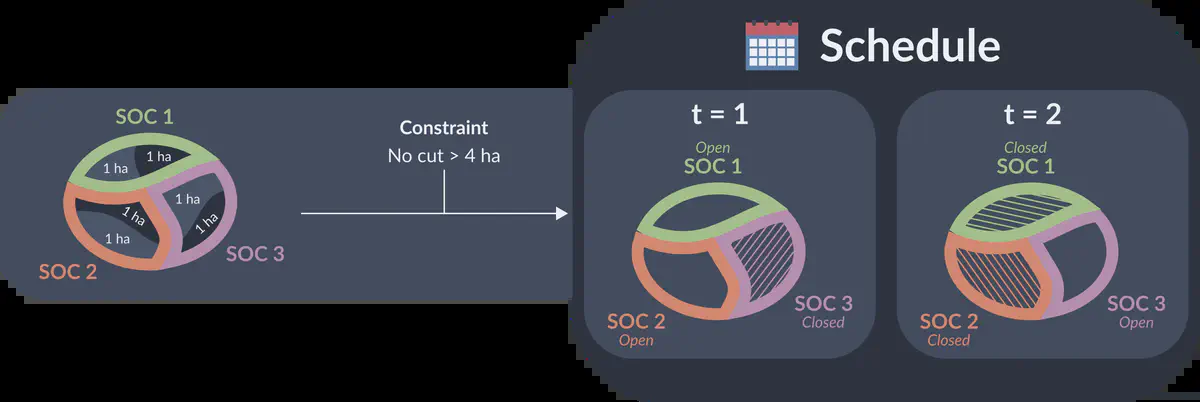 SOC 1
1 ha
1 ha
1 ha
1 ha
1 ha
1 ha
SOC 2
SOC 3
Constraint
No cut > 4 ha
Schedule
t = 1
Open
SOC 1
SOC 2
Open
SOC 3
Closed
t = 2
Closed
SOC 1
SOC 2
Closed
SOC 3
Open